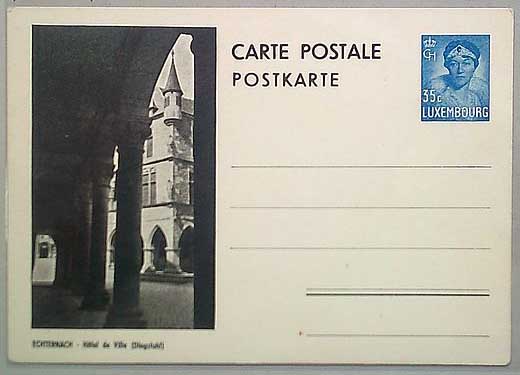 CARTE POSTALE
POSTKARTE
CH
35c
LUXEMBOURG
ECHTERNACH - Hôtel de Ville (Dingstuhl)